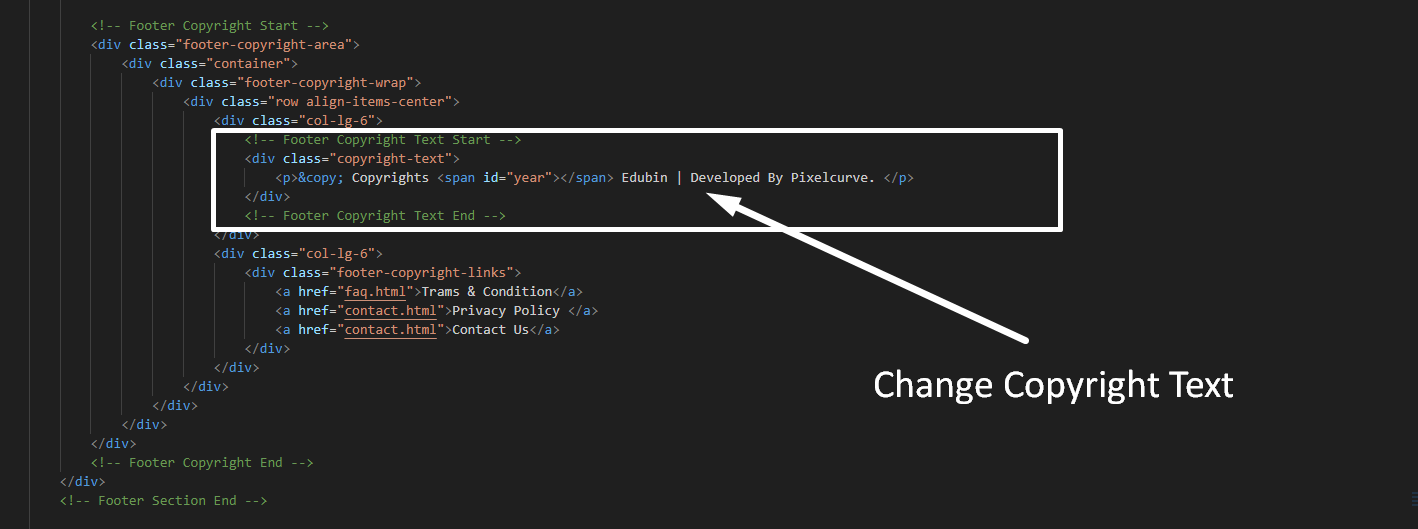 <!-- Footer Copyright Start -->
<div class="footer-copyright-area">
<div class="container">
<div class="footer-copyright-wrap">
<div class="row align-items-center">
<div class="col-lg-6">
<!-- Footer Copyright Text Start -->
<div class="copyright-text">
<p>&copy; Copyrights <span id="year"></span> Edubin | Developed By Pixelcurve. </p>
</div>
<!-- Footer Copyright Text End -->
</div>
<div class="col-lg-6">
<div class="footer-copyright-links">
<a href="faq.html">Trams & Condition</a>
<a href="contact.html">Privacy Policy </a>
<a href="contact.html">Contact Us</a>
</div>
</div>
</div>
</div>
</div>
</div>
<!-- Footer Copyright End -->
</div>
<!-- Footer Section End -->
Change Copyright Text